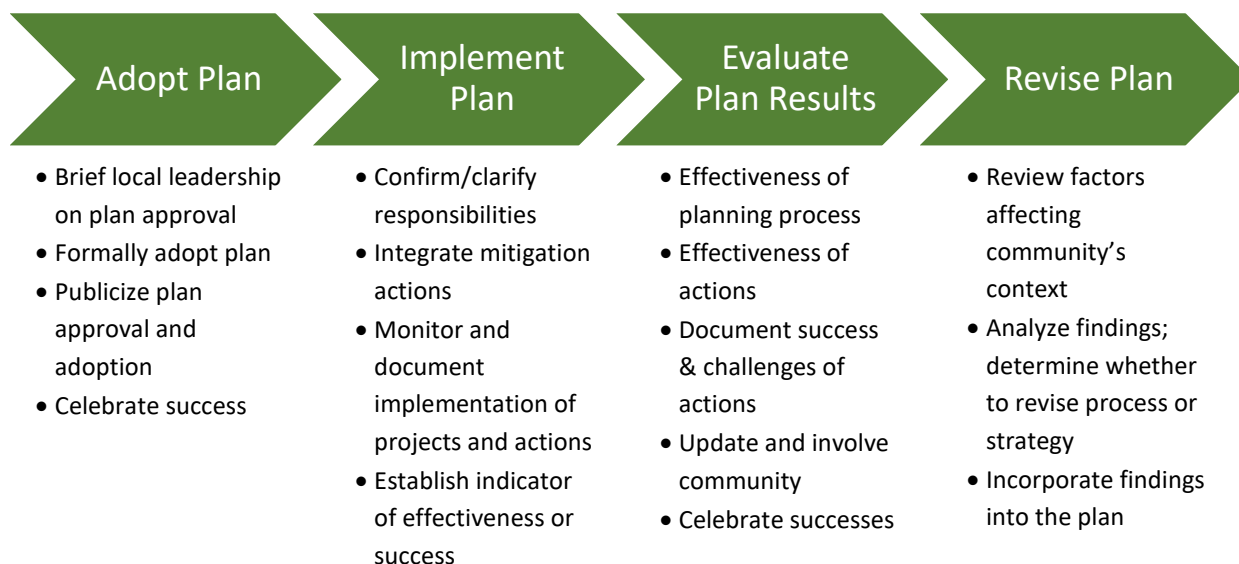 Adopt Plan
• Brief local leadership
on plan approval
• Formally adopt plan
• Publicize plan
approval and
adoption
• Celebrate success
Implement
Plan
• Confirm/clarify
responsibilities
• Integrate mitigation
actions
• Monitor and
document
implementation of
projects and actions
• Establish indicator
of effectiveness or
success
Evaluate
Plan Results
• Effectiveness of
planning process
• Effectiveness of
actions
• Document success
& challenges of
actions
• Update and involve
community
• Celebrate successes
Revise Plan
• Review factors
affecting
community’s
context
• Analyze findings;
determine whether
to revise process or
strategy
• Incorporate findings
into the plan